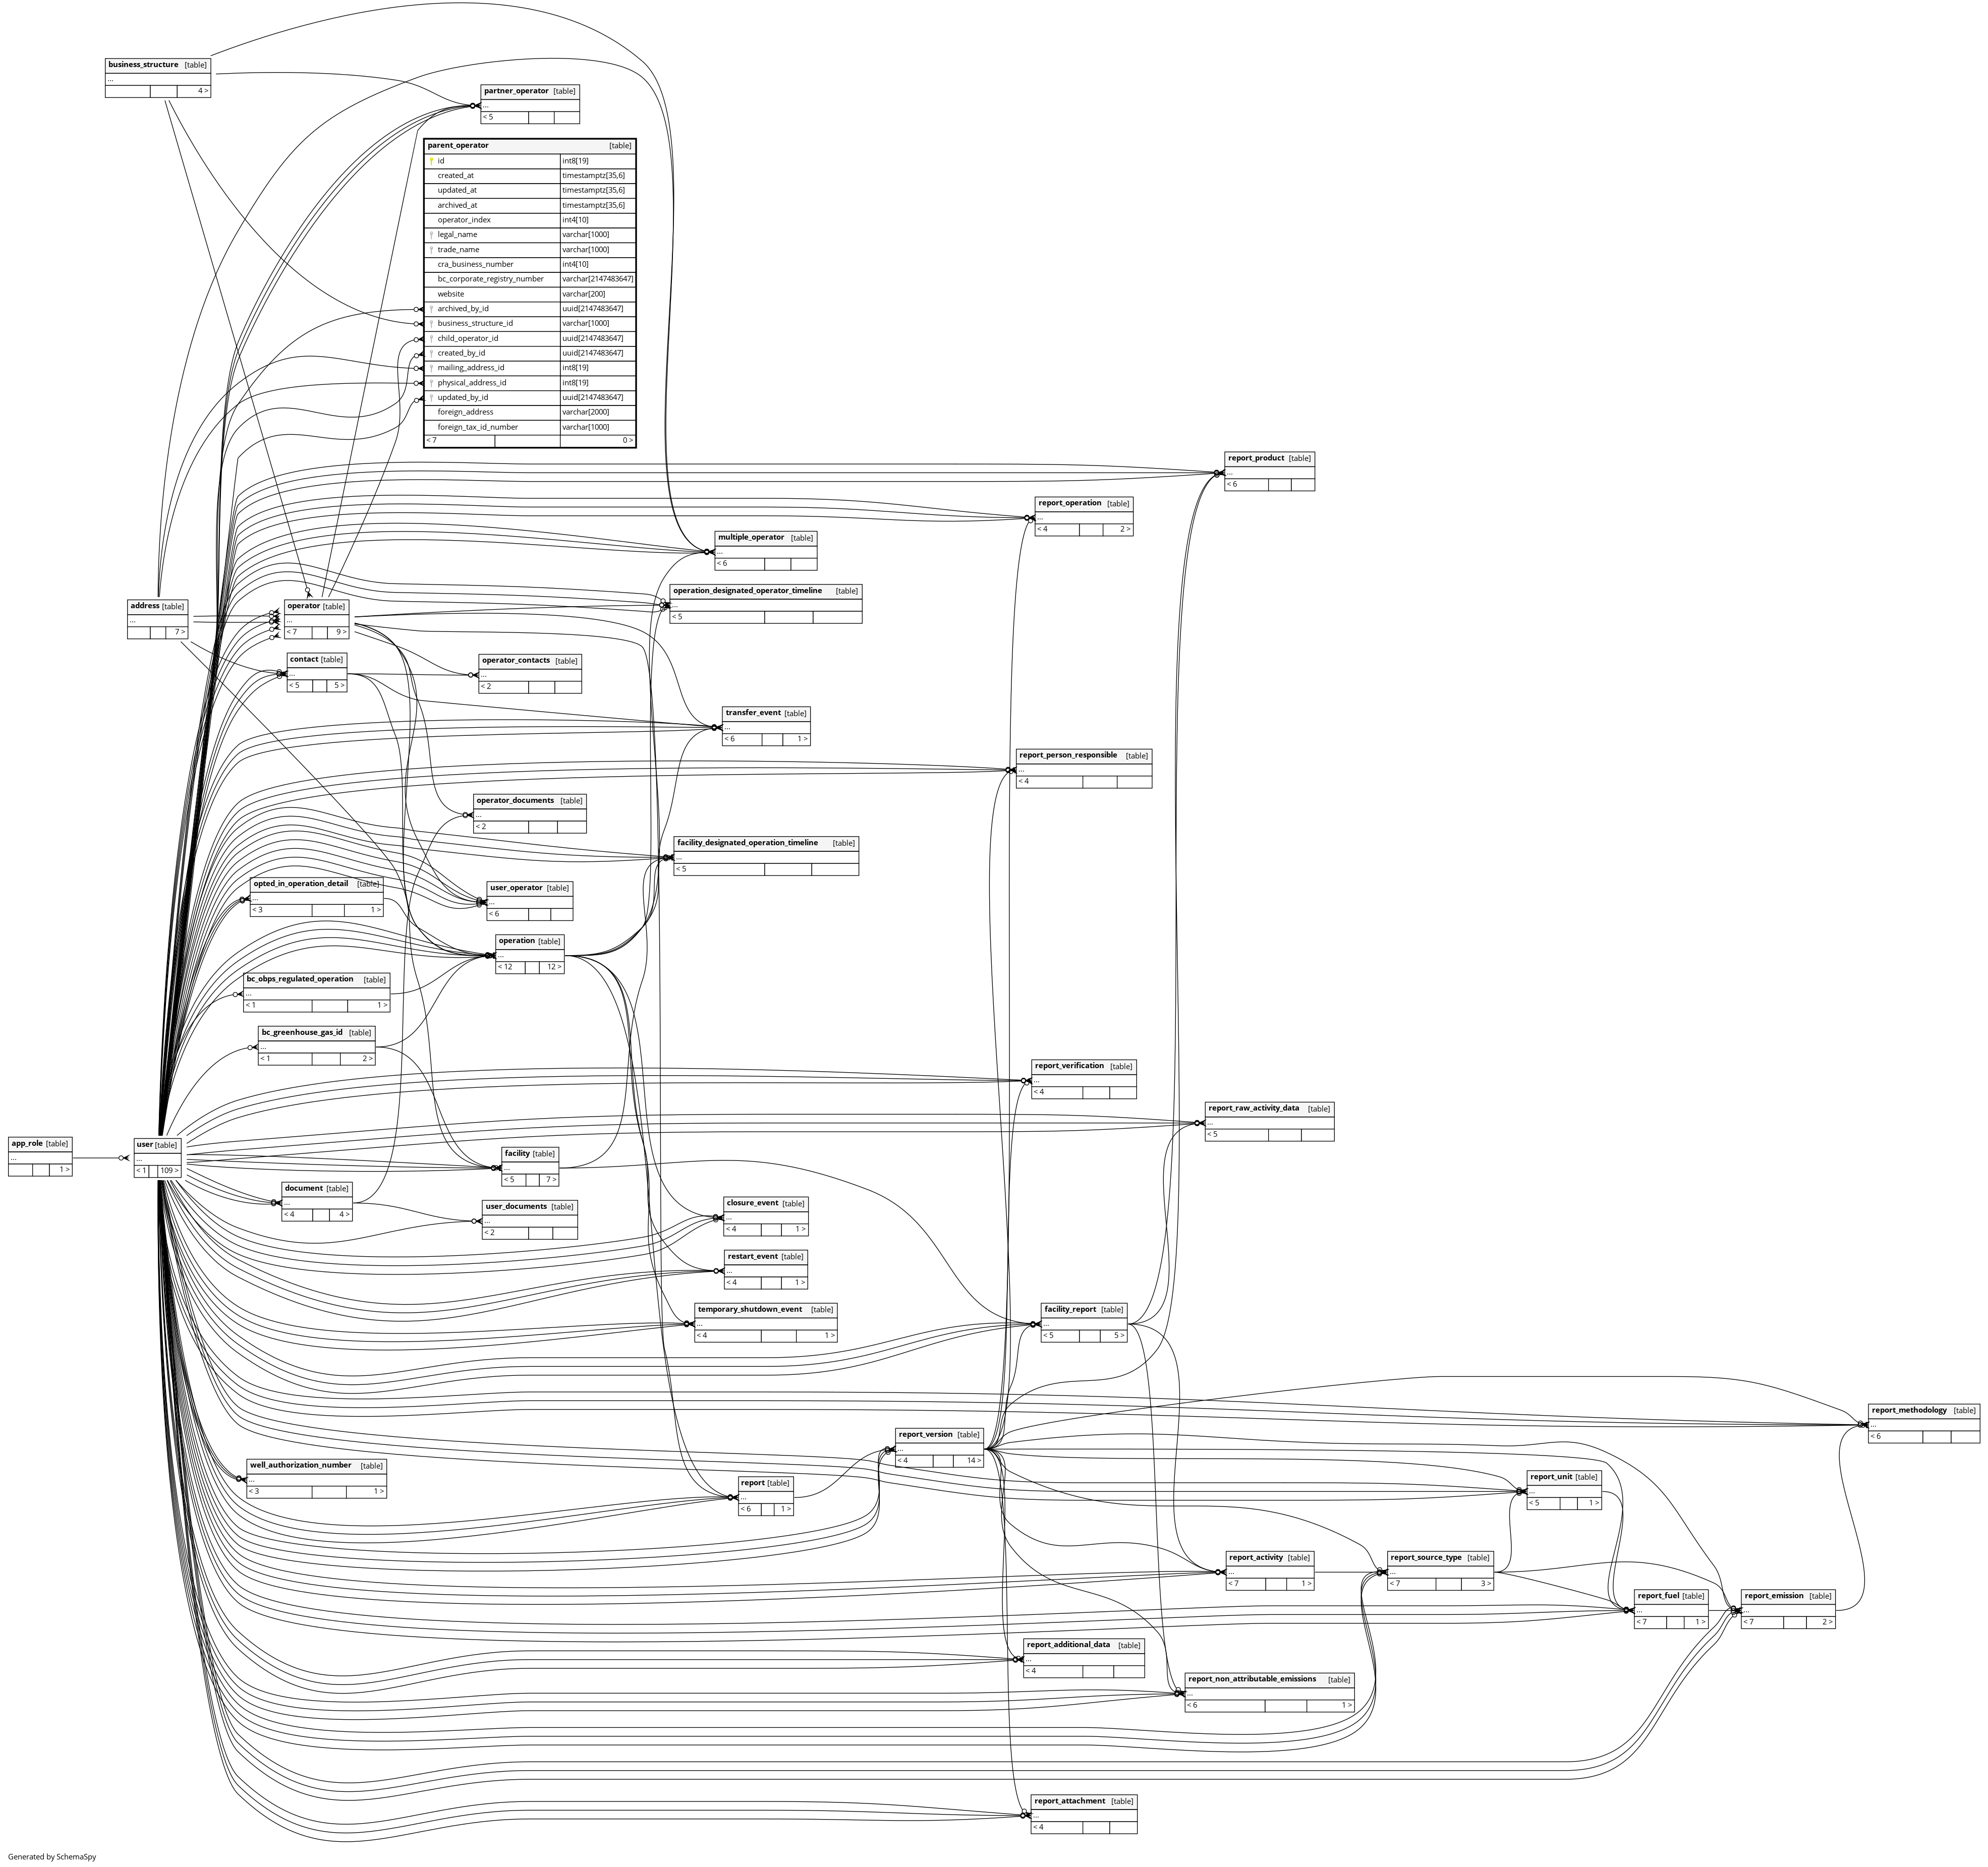 business_structure [table]
...
4 >
partner_operator [table]
...
< 5
parent_operator [table]
id int8[19]
created_at timestamptz[35,6]
updated_at timestamptz[35,6]
archived_at timestamptz[35,6]
operator_index int4[10]
legal_name varchar[1000]
trade_name varchar[1000]
cra_business_number int4[10]
bc_corporate_registry_number varchar[2147483647]
website varchar[200]
archived_by_id uuid[2147483647]
business_structure_id varchar[1000]
child_operator_id uuid[2147483647]
created_by_id uuid[2147483647]
mailing_address_id int8[19]
physical_address_id int8[19]
updated_by_id uuid[2147483647]
foreign_address varchar[2000]
foreign_tax_id_number varchar[1000]
< 7 0 >
report_product [table]
...
< 6
report_operation [table]
...
< 4 2 >
multiple_operator [table]
...
< 6
operation_designated_operator_timeline [table]
...
< 5
address [table]
...
7 >
operator [table]
...
< 7 9 >
contact [table]
...
< 5 5 >
operator_contacts [table]
...
< 2
transfer_event [table]
...
< 6 1 >
report_person_responsible [table]
...
< 4
operator_documents [table]
...
< 2
facility_designated_operation_timeline [table]
...
< 5
opted_in_operation_detail [table]
...
< 3 1 >
user_operator [table]
...
< 6
operation [table]
...
< 12 12 >
bc_obps_regulated_operation [table]
...
< 1 1 >
bc_greenhouse_gas_id [table]
...
< 1 2 >
report_verification [table]
...
< 4
report_raw_activity_data [table]
...
< 5
app_role [table]
...
1 >
user [table]
...
< 1 109 >
facility [table]
...
< 5 7 >
document [table]
...
< 4 4 >
user_documents [table]
...
< 2
closure_event [table]
...
< 4 1 >
restart_event [table]
...
< 4 1 >
temporary_shutdown_event [table]
...
< 4 1 >
facility_report [table]
...
< 5 5 >
report_methodology [table]
...
< 6
report_version [table]
...
< 4 14 >
well_authorization_number [table]
...
< 3 1 >
report [table]
...
< 6 1 >
report_unit [table]
...
< 5 1 >
report_activity [table]
...
< 7 1 >
report_source_type [table]
...
< 7 3 >
report_fuel [table]
...
< 7 1 >
report_emission [table]
...
< 7 2 >
report_additional_data [table]
...
< 4
report_non_attributable_emissions [table]
...
< 6 1 >
report_attachment [table]
...
< 4
Generated by SchemaSpy